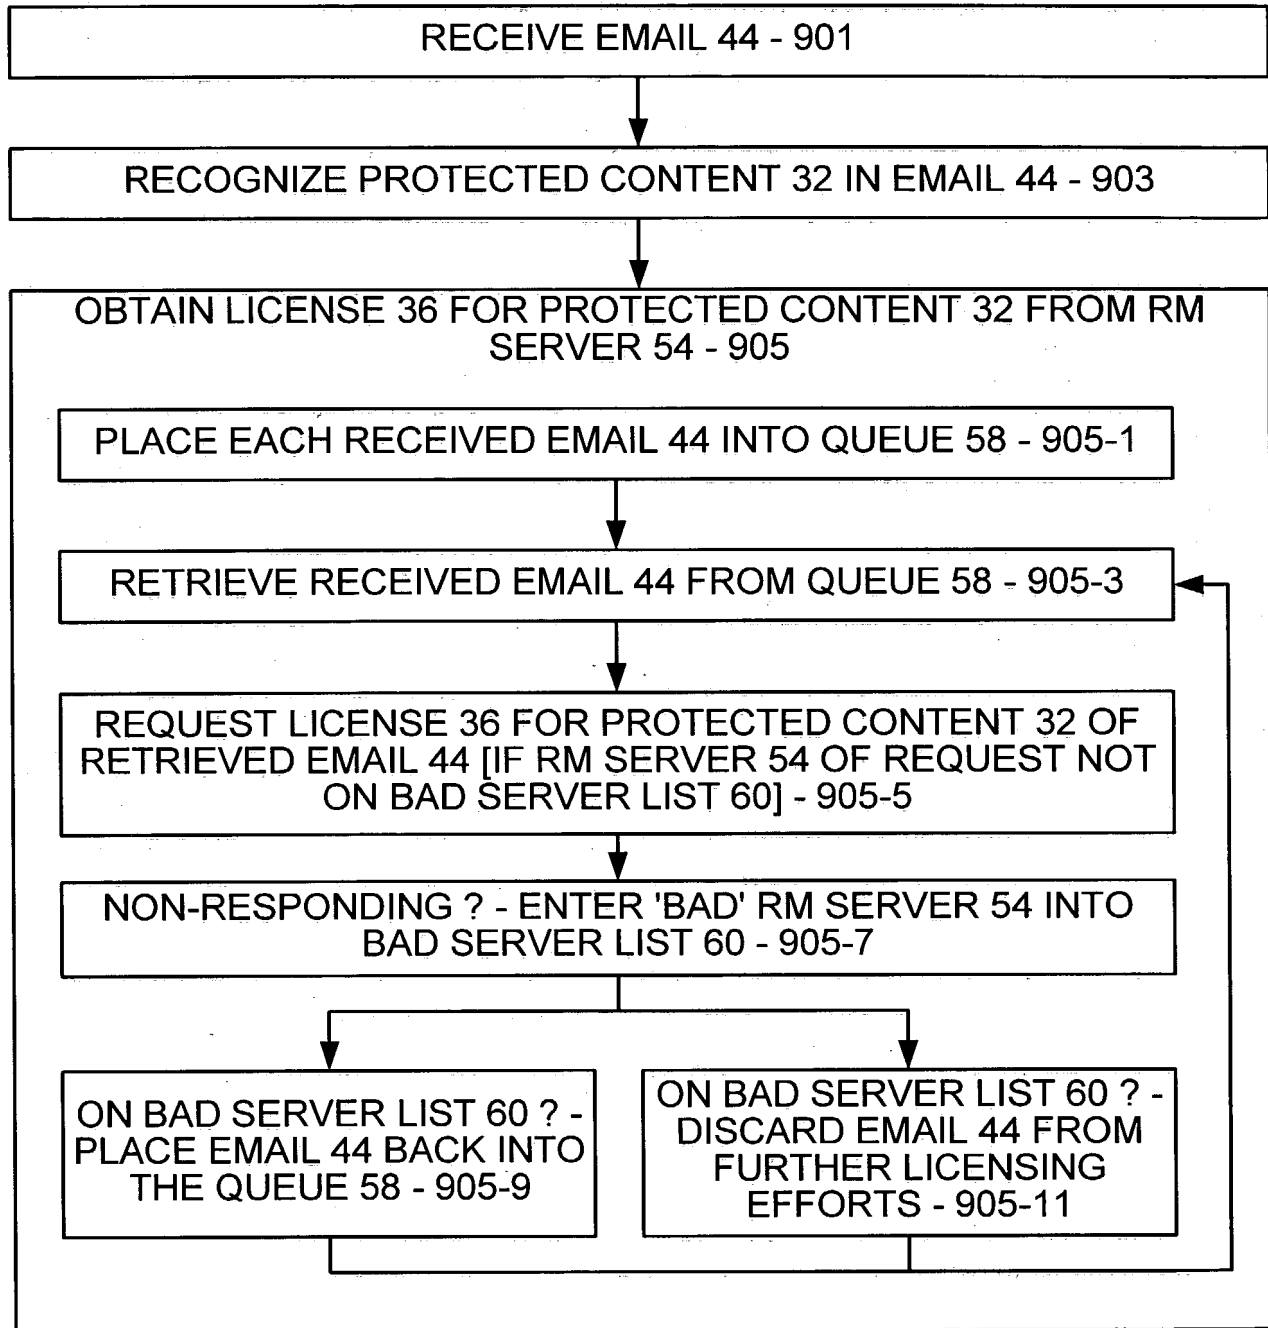 RECEIVE EMAIL 44 - 901
RECOGNIZE PROTECTED CONTENT 32 IN EMAIL 44 - 903
OBTAIN LICENSE 36 FOR PROTECTED CONTENT 32 FROM RM
SERVER 54 - 905
PLACE EACH RECEIVED EMAIL 44 INTO QUEUE 58 - 905-1
RETRIEVE RECEIVED EMAIL 44 FROM QUEUE 58 - 905-3
REQUEST LICENSE 36 FOR PROTECTED CONTENT 32 OF
RETRIEVED EMAIL 44 [IF RM SERVER 54 OF REQUEST NOT
ON BAD SERVER LIST 60] - 905-5
NON-RESPONDING ? - ENTER 'BAD' RM SERVER 54 INTO
BAD SERVER LIST 60 - 905-7
ON BAD SERVER LIST 60 ? -
PLACE EMAIL 44 BACK INTO
THE QUEUE 58 - 905-9
ON BAD SERVER LIST 60 ? -
DISCARD EMAIL 44 FROM
FURTHER LICENSING
EFFORTS - 905-11